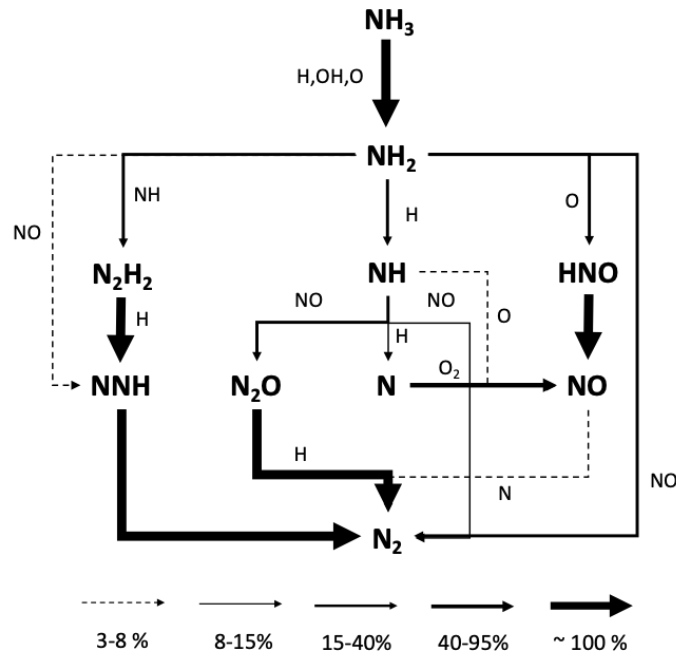 NH₃
H,OH,O
NH₂
NH
H
O
NO
N₂H₂
NH
HNO
NO
NO
H
H
O
O₂
NNH
N₂O
N
NO
H
N
NO
N₂
3-8 %
8-15%
15-40%
40-95%
~ 100 %